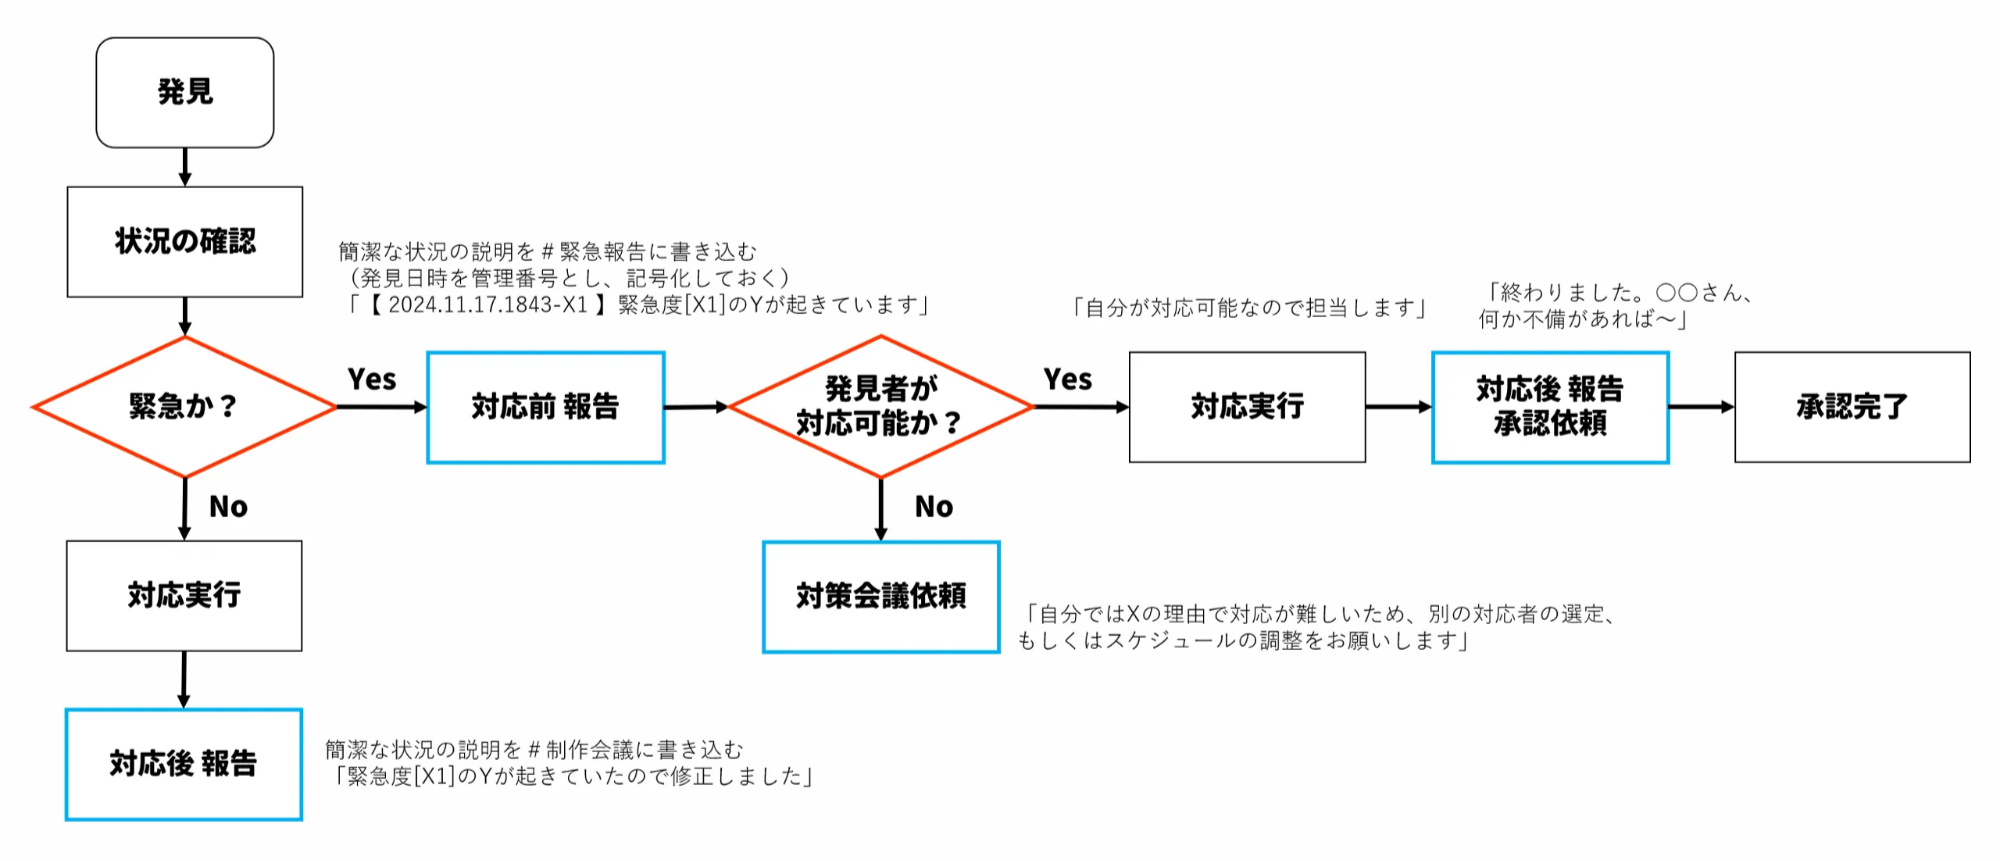 発見
状況の確認
簡潔な状況の説明を#緊急報告に書き込む
（発見日時を管理番号とし、記号化しておく）
「【 2024.11.17.1843-X1 】緊急度[X1]のYが起きています」
緊急か？
Yes
対応前 報告
発見者が
対応可能か？
Yes
「自分が対応可能なので担当します」
対応実行
「終わりました。〇〇さん、
何か不備があれば～」
対応後 報告
承認依頼
承認完了
No
対応実行
No
対策会議依頼
「自分ではXの理由で対応が難しいため、別の対応者の選定、
もしくはスケジュールの調整をお願いします」
対応後 報告
簡潔な状況の説明を#制作会議に書き込む
「緊急度[X1]のYが起きていたので修正しました」